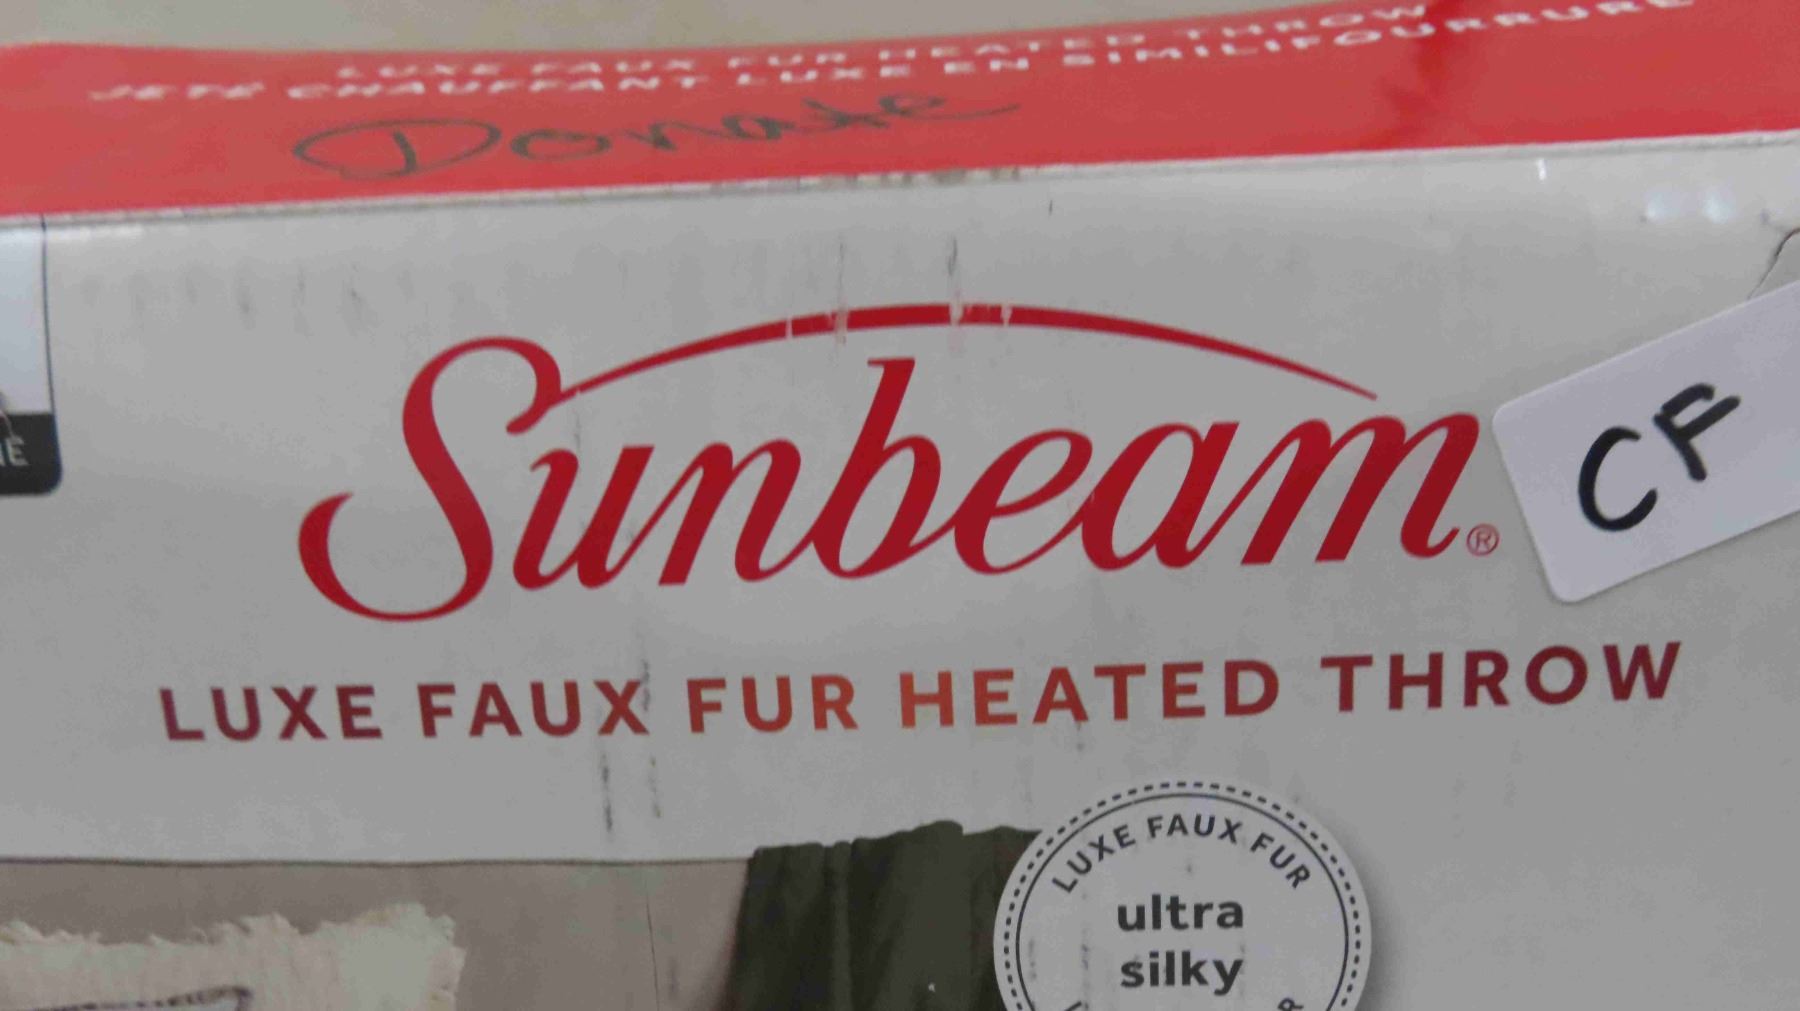 LUXE FAUX FUR HEATED THROW
JETÉ CHAUFFANT LUXE EN SIMILIFOURRURE
Donate
Sunbeam®
CF
LUXE FAUX FUR HEATED THROW
LUXE FAUX FUR
ultra
silky